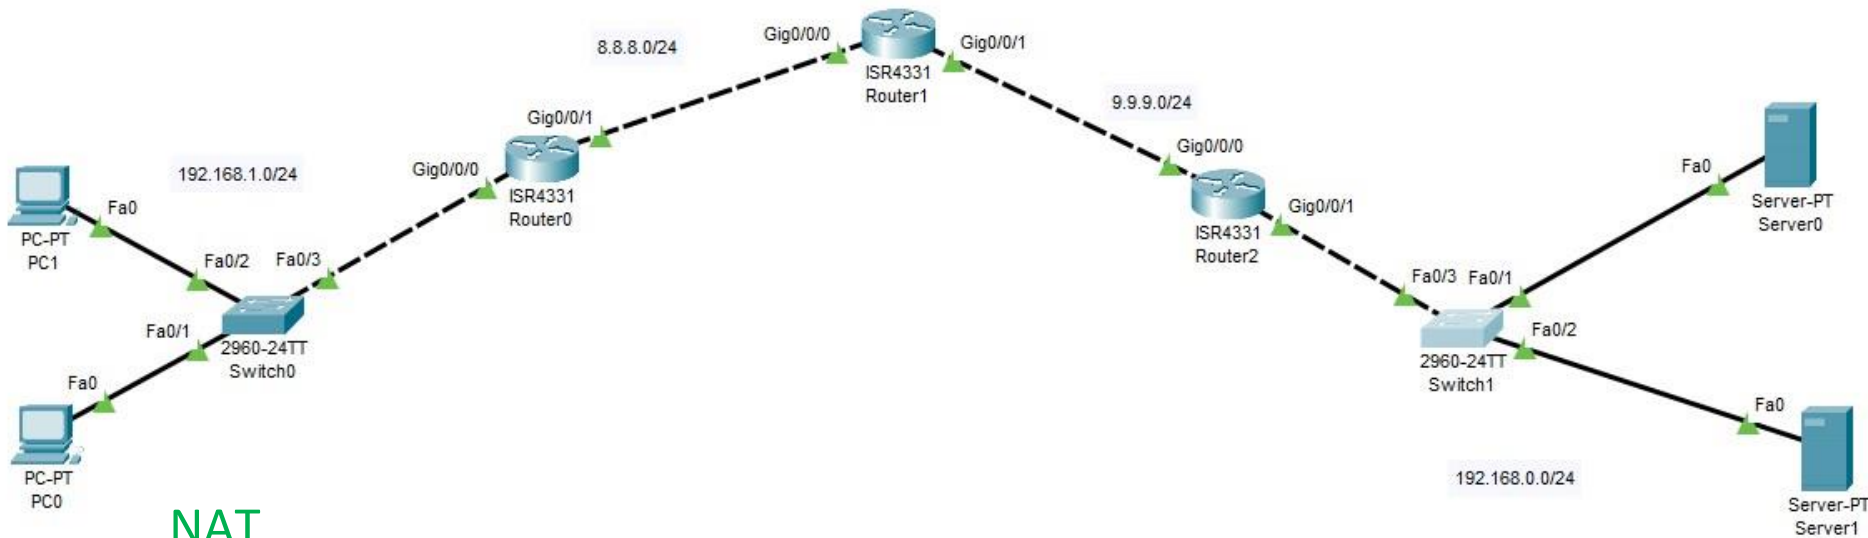 Gig0/0/0
Gig0/0/1
ISR4331
Router1
8.8.8.0/24
9.9.9.0/24
Gig0/0/1
Gig0/0/0
ISR4331
Router0
192.168.1.0/24
Gig0/0/0
Gig0/0/1
ISR4331
Router2
Fa0
PC-PT
PC1
Fa0/2
Fa0/3
Fa0/1
2960-24TT
Switch0
Fa0
PC-PT
PC0
Fa0
Server-PT
Server0
Fa0/3
Fa0/1
Fa0/2
2960-24TT
Switch1
Fa0
Server-PT
Server1
192.168.0.0/24
NAT